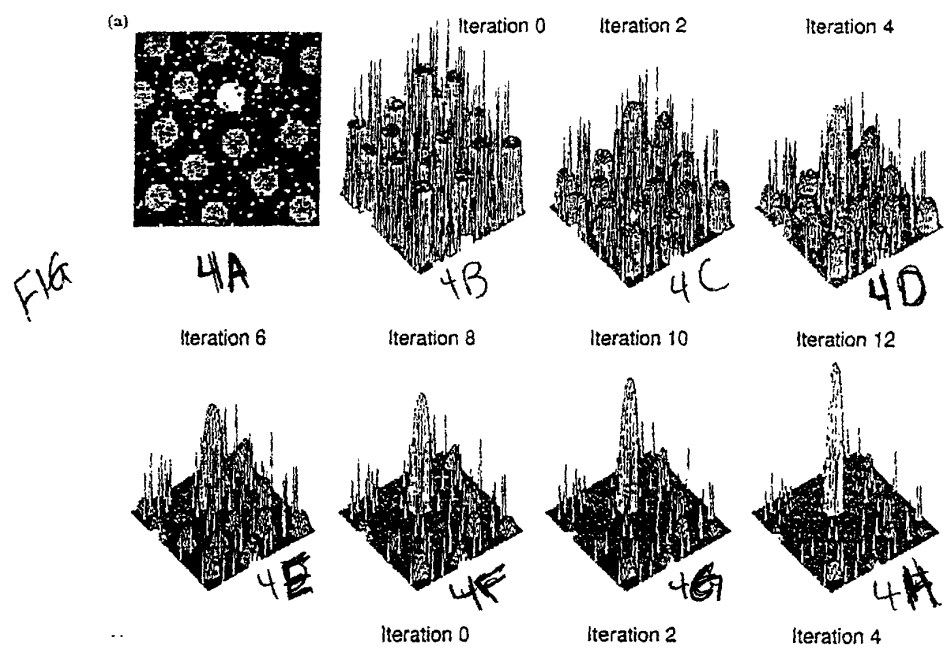 (a)
Iteration 0
Iteration 2
Iteration 4
FIG
4A
4B
4C
4D
Iteration 6
Iteration 8
Iteration 10
Iteration 12
4E
4F
4G
4H
Iteration 0
Iteration 2
Iteration 4